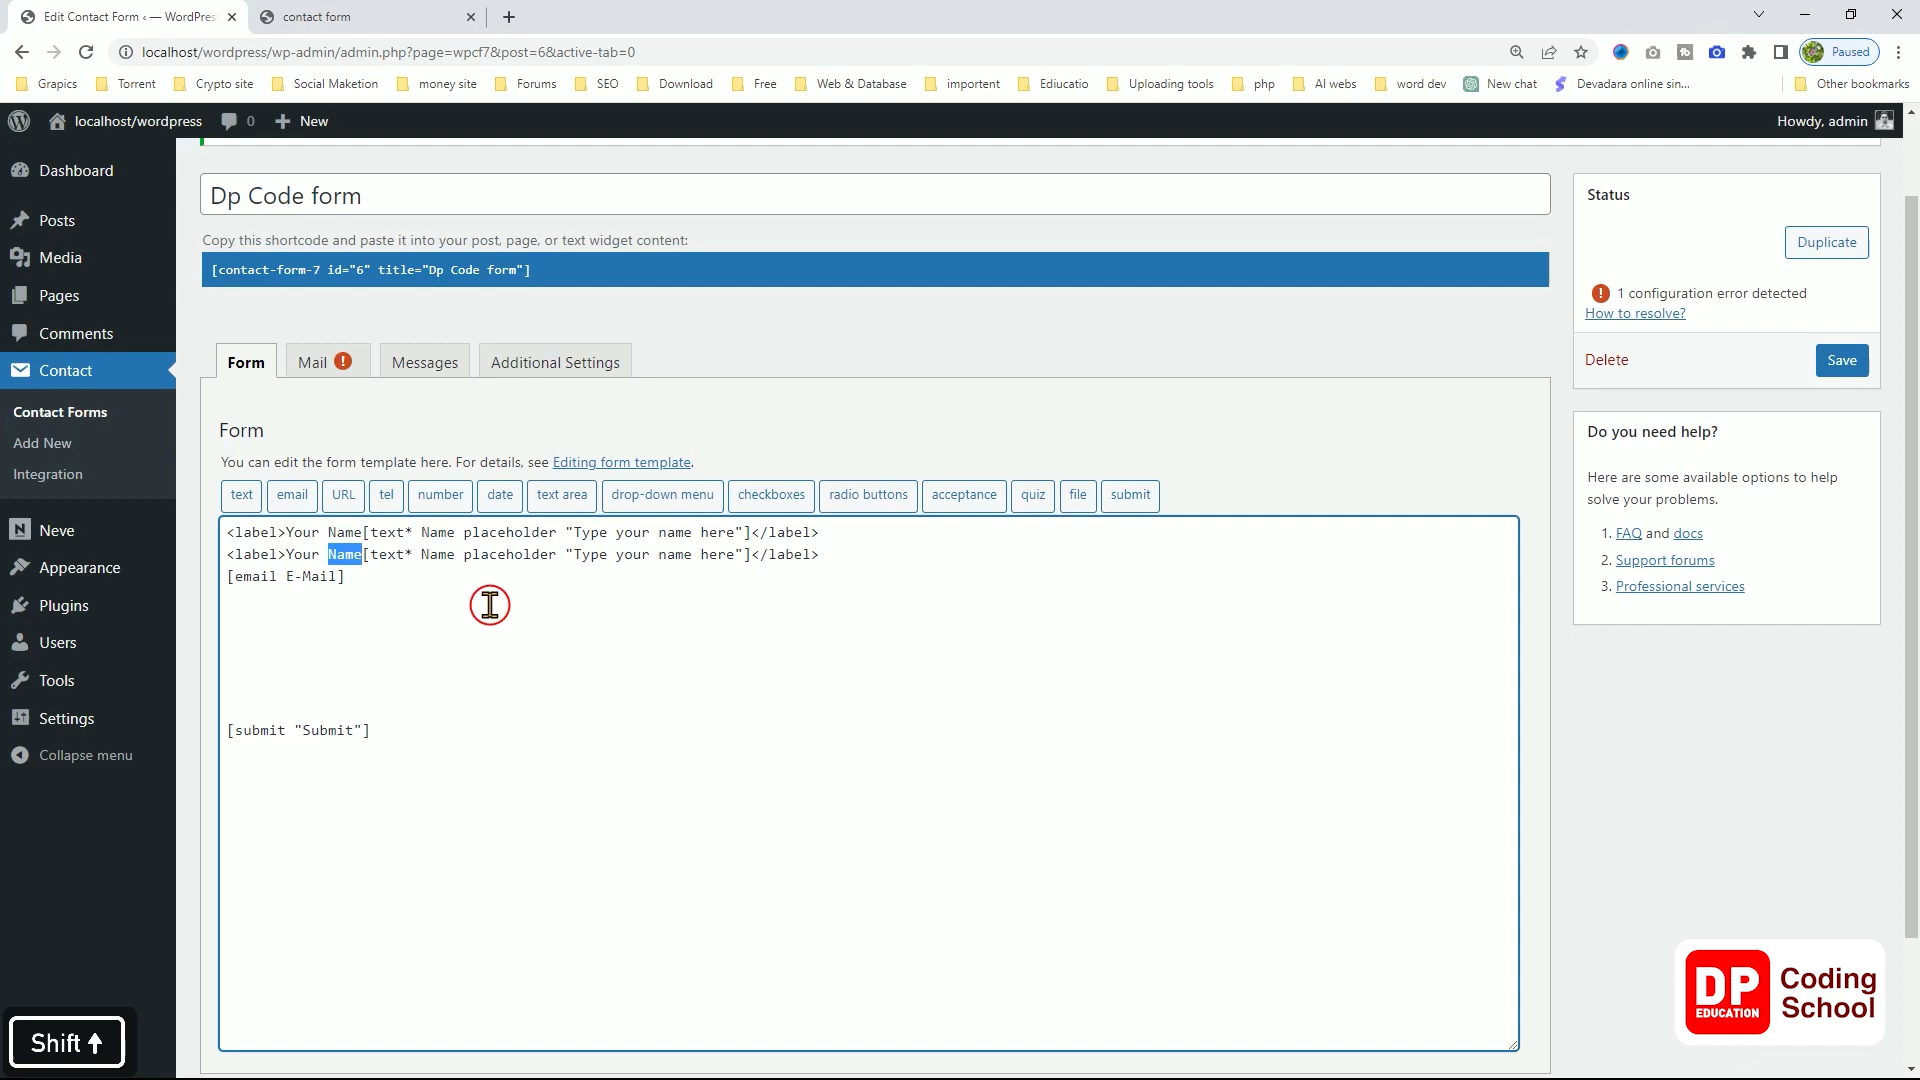 Edit Contact Form ‹ — WordPres
contact form
localhost/wordpress/wp-admin/admin.php?page=wpcf7&post=6&active-tab=0
Paused
Grapics
Torrent
Crypto site
Social Maketion
money site
Forums
SEO
Download
Free
Web & Database
importent
Eduicatio
Uploading tools
php
AI webs
word dev
New chat
Devadara online sin...
Other bookmarks
localhost/wordpress
0
New
Howdy, admin
Dashboard
Posts
Media
Pages
Comments
Contact
Contact Forms
Add New
Integration
Neve
Appearance
Plugins
Users
Tools
Settings
Collapse menu
Dp Code form
Copy this shortcode and paste it into your post, page, or text widget content:
[contact-form-7 id="6" title="Dp Code form"]
Form
Mail !
Messages
Additional Settings
Form
You can edit the form template here. For details, see Editing form template.
text
email
URL
tel
number
date
text area
drop-down menu
checkboxes
radio buttons
acceptance
quiz
file
submit
<label>Your Name[text* Name placeholder "Type your name here"]</label>
<label>Your Name[text* Name placeholder "Type your name here"]</label>
[email E-Mail]
[submit "Submit"]
Status
Duplicate
! 1 configuration error detected
How to resolve?
Delete
Save
Do you need help?
Here are some available options to help
solve your problems.
1. FAQ and docs
2. Support forums
3. Professional services
Shift
DP
EDUCATION
Coding
School